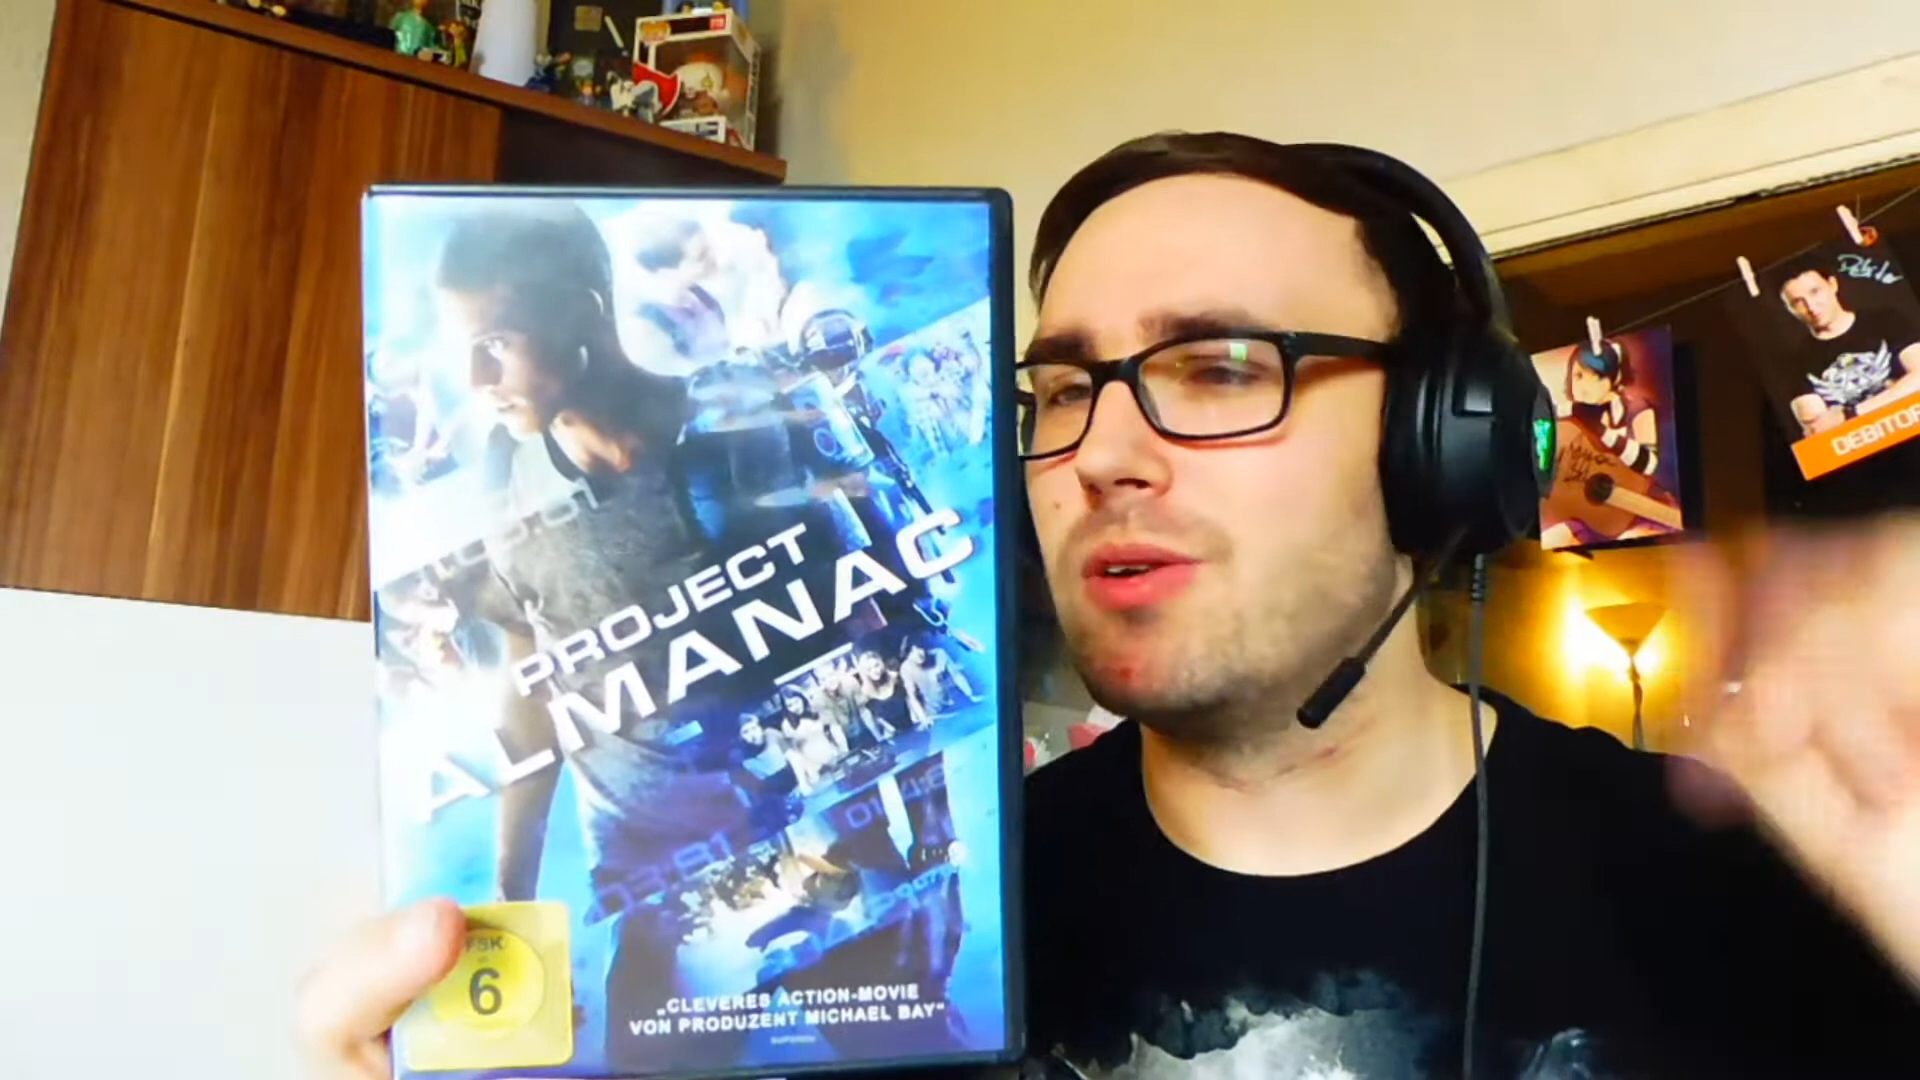 PROJECT
ALMANAC
FSK
6
„CLEVERES ACTION-MOVIE
VON PRODUZENT MICHAEL BAY“
DEBITOR